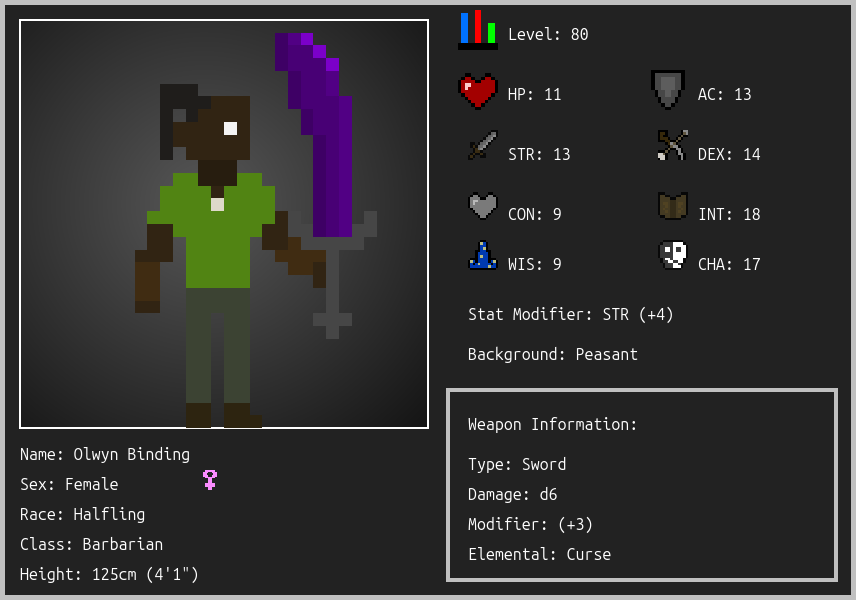 Level: 80
HP: 11
AC: 13
STR: 13
DEX: 14
CON: 9
INT: 18
WIS: 9
CHA: 17
Stat Modifier: STR (+4)
Background: Peasant
Weapon Information:
Type: Sword
Damage: d6
Modifier: (+3)
Elemental: Curse
Name: Olwyn Binding
Sex: Female
Race: Halfling
Class: Barbarian
Height: 125cm (4'1")